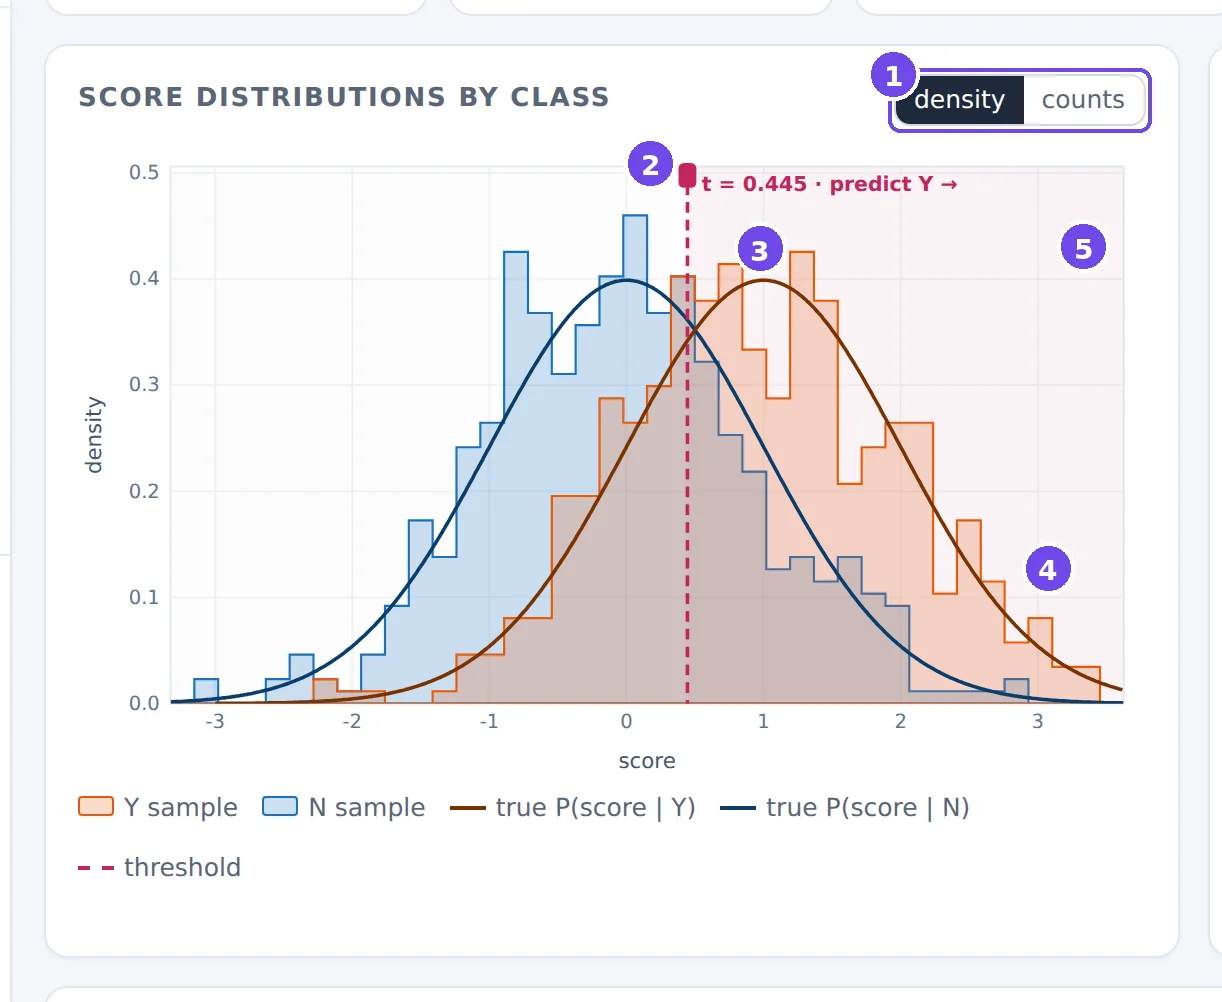 SCORE DISTRIBUTIONS BY CLASS
1
density counts
2
t = 0.445 · predict Y →
3
5
4
0.5
0.4
0.3
0.2
0.1
0.0
density
-3 -2 -1 0 1 2 3
score
Y sample N sample true P(score | Y) true P(score | N)
threshold